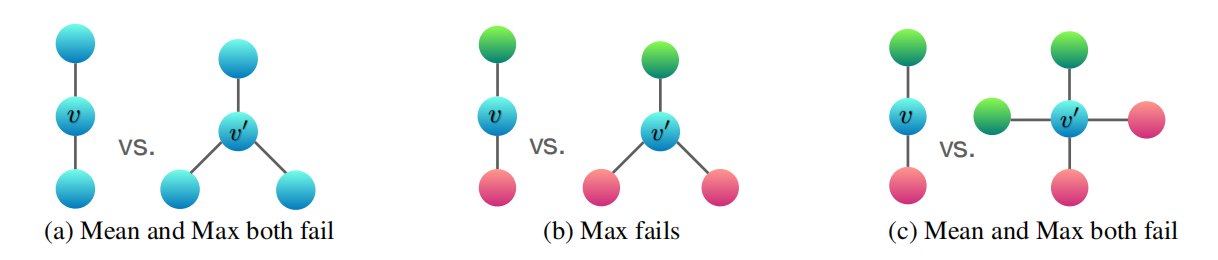 v
vs.
v′
(a) Mean and Max both fail
v
vs.
v′
(b) Max fails
v
vs.
v′
(c) Mean and Max both fail